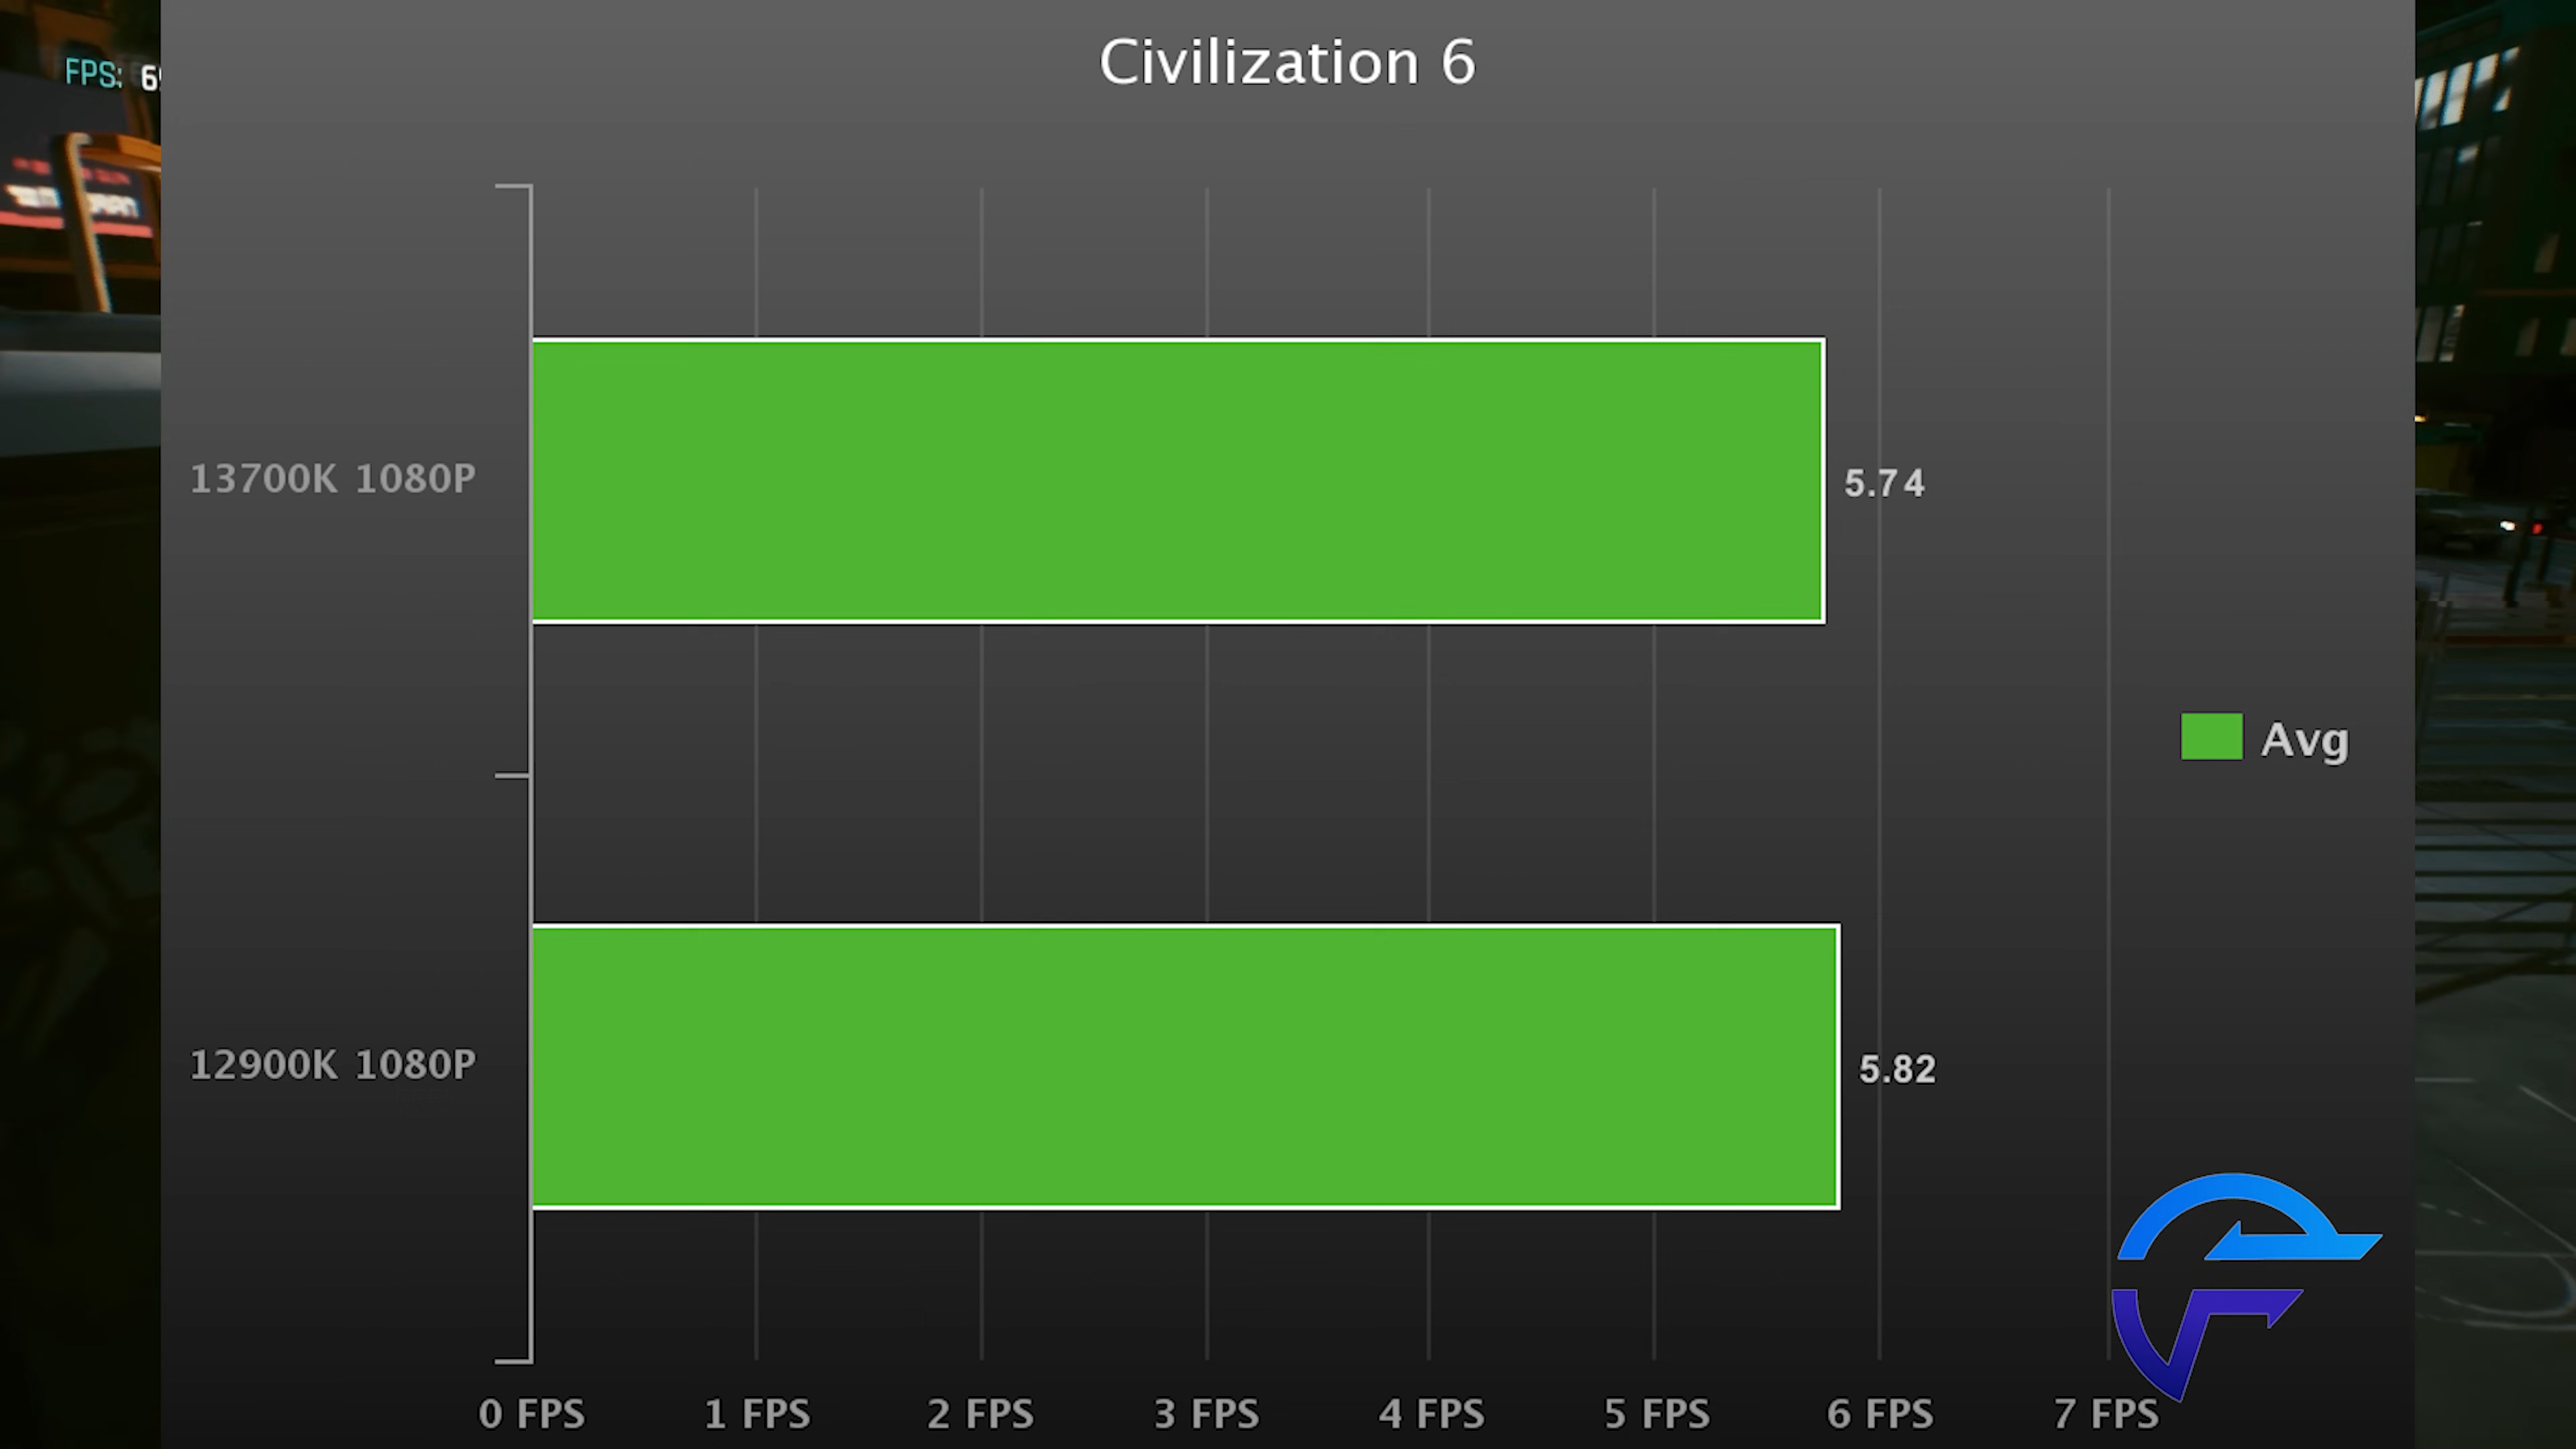 Civilization 6
FPS:
13700K 1080P
5.74
Avg
12900K 1080P
5.82
0 FPS
1 FPS
2 FPS
3 FPS
4 FPS
5 FPS
6 FPS
7 FPS